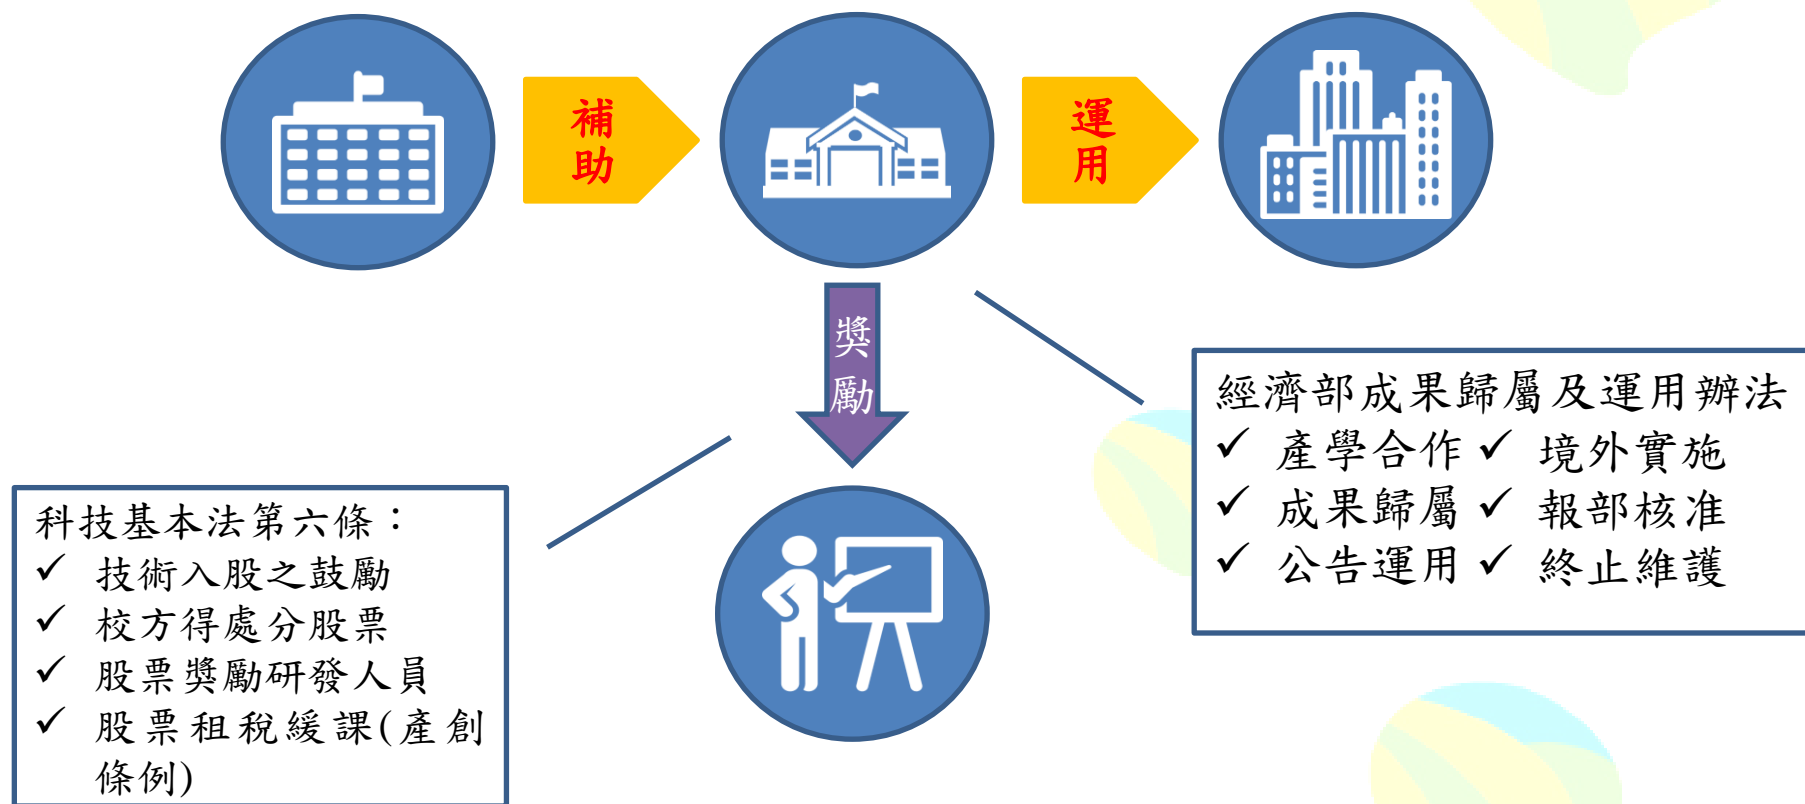 補助
運用
獎勵
經濟部成果歸屬及運用辦法
✓ 產學合作 ✓ 境外實施
✓ 成果歸屬 ✓ 報部核准
✓ 公告運用 ✓ 終止維護
科技基本法第六條：
✓ 技術入股之鼓勵
✓ 校方得處分股票
✓ 股票獎勵研發人員
✓ 股票租稅緩課(產創
條例)